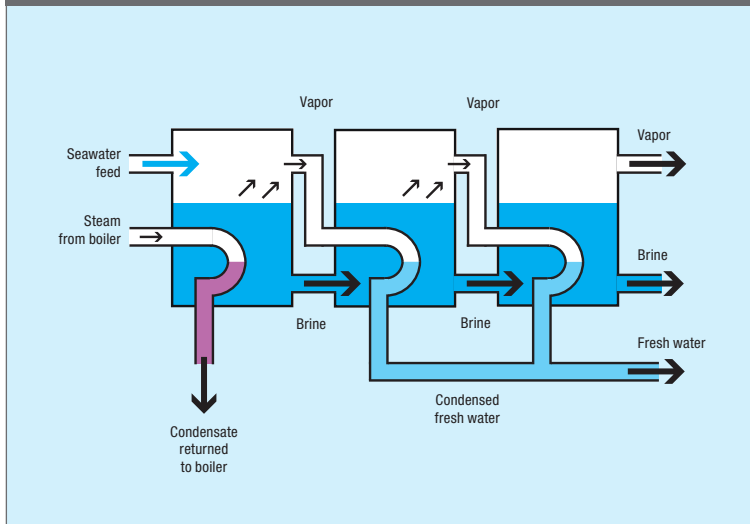 Vapor
Vapor
Vapor
Seawater
feed
Steam
from boiler
Brine
Brine
Brine
Fresh water
Condensed
fresh water
Condensate
returned
to boiler